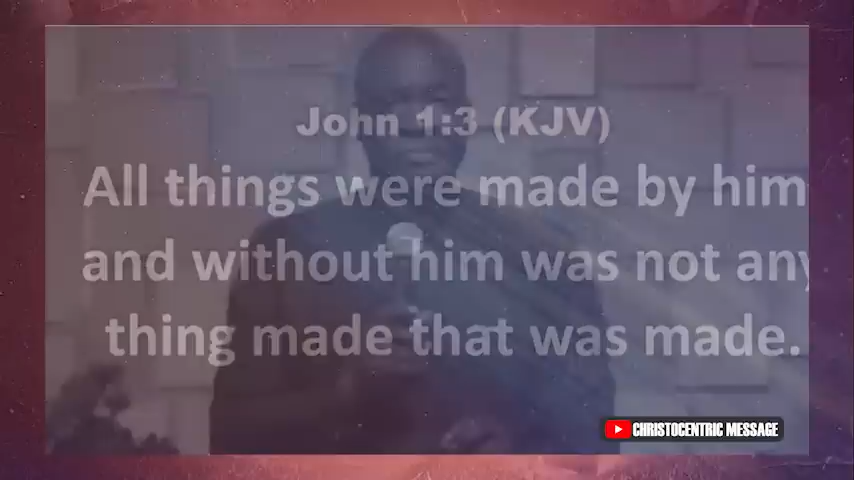 John 1:3 (KJV)
All things were made by him
and without him was not any
thing made that was made.
CHRISTOCENTRIC MESSAGE